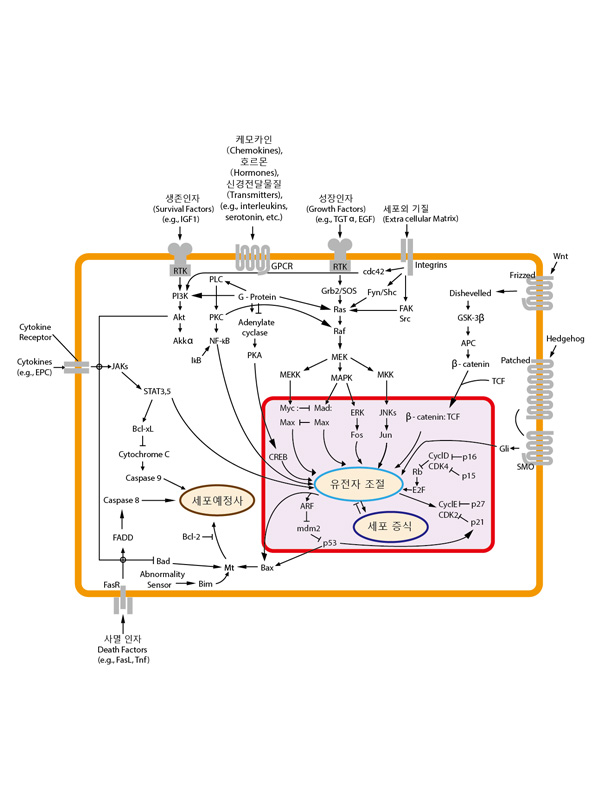 케모카인
(Chemokines),
호르몬
(Hormones),
신경전달물질
(Transmitters),
(e.g., interleukins,
serotonin, etc.)
생존인자
(Survival Factors)
(e.g., IGF1)
성장인자
(Growth Factors)
(e.g., TGT α, EGF)
세포외 기질
(Extra cellular Matrix)
RTK
GPCR
RTK
Integrins
Wnt
Frizzed
cdc42
PLC
PI3K
G - Protein
Grb2/SOS
Fyn/Shc
Dishevelled
Akt
PKC
Adenylate
cyclase
Ras
FAK
Src
GSK-3β
Cytokine
Receptor
Akkα
NF-κB
Raf
APC
Hedgehog
IκB
PKA
MEK
β - catenin
Patched
Cytokines
(e.g., EPC)
JAKs
MEKK
MAPK
MKK
TCF
STAT3,5
Myc :
Mad:
ERK
JNKs
β - catenin: TCF
Max
Max
Fos
Jun
Bcl-xL
Cytochrome C
CREB
Gli
SMO
CyclD
CDK4
p16
p15
Rb
E2F
Caspase 9
유전자 조절
Caspase 8
세포예정사
ARF
CyclE
CDK2
p27
p21
mdm2
세포 증식
FADD
Bcl-2
p53
Bad
Mt
Bax
Abnormality
Sensor
Bim
FasR
사멸 인자
Death Factors
(e.g., FasL, Tnf)